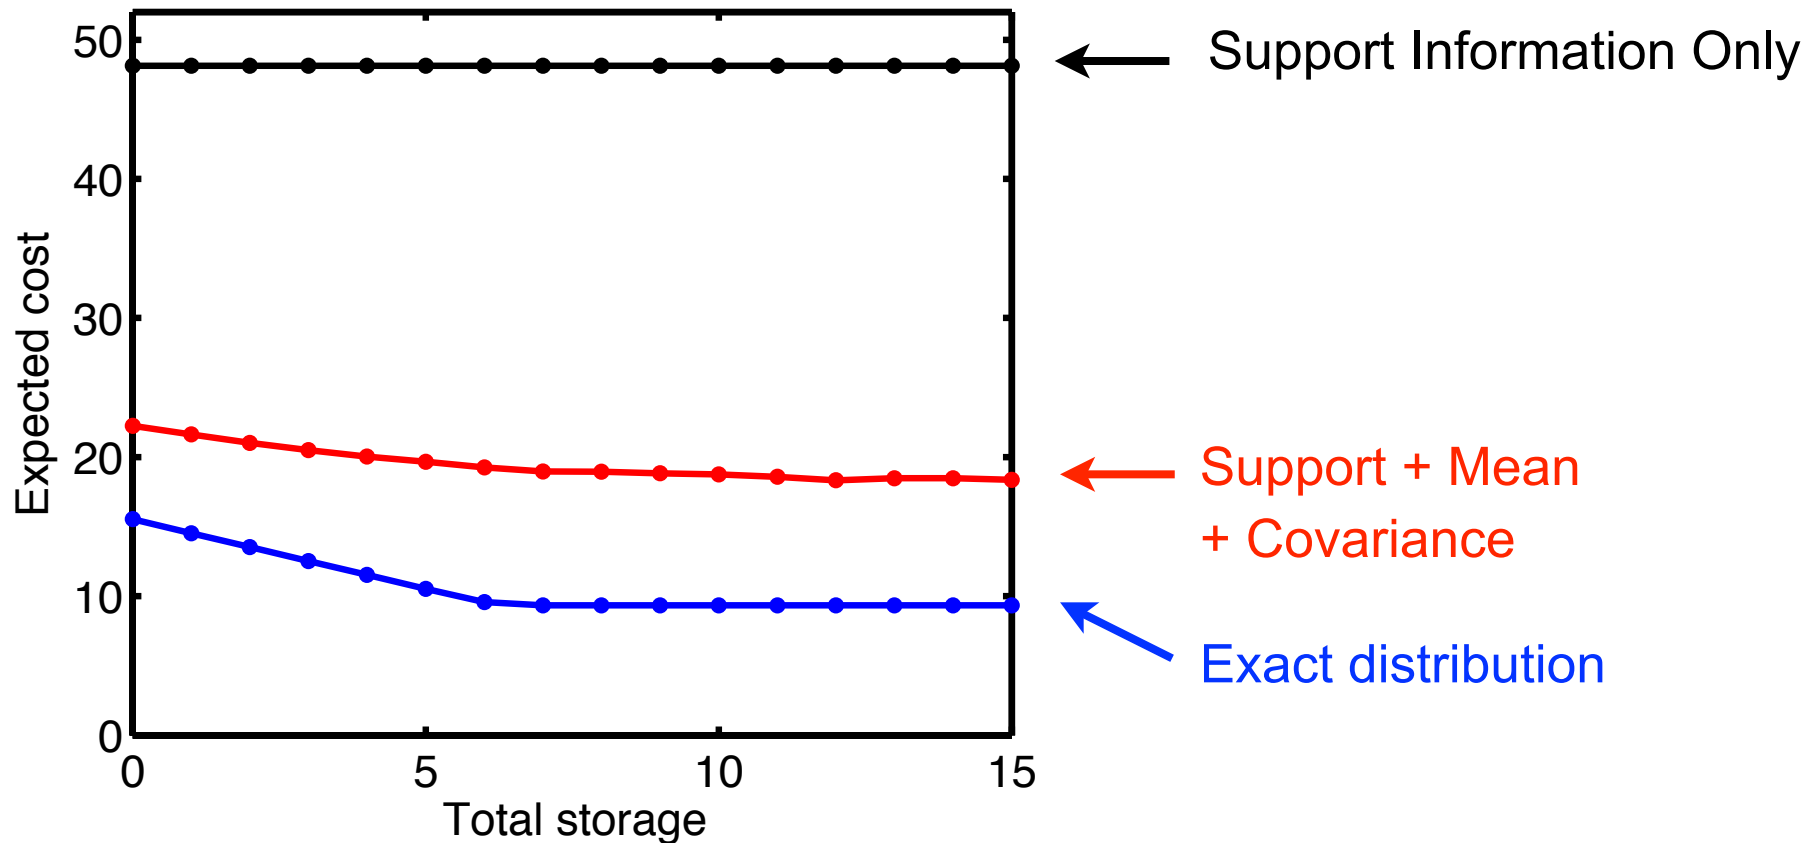 50
Support Information Only
40
30
Expected cost
20
Support + Mean
+ Covariance
10
Exact distribution
0
0 5 10 15
Total storage